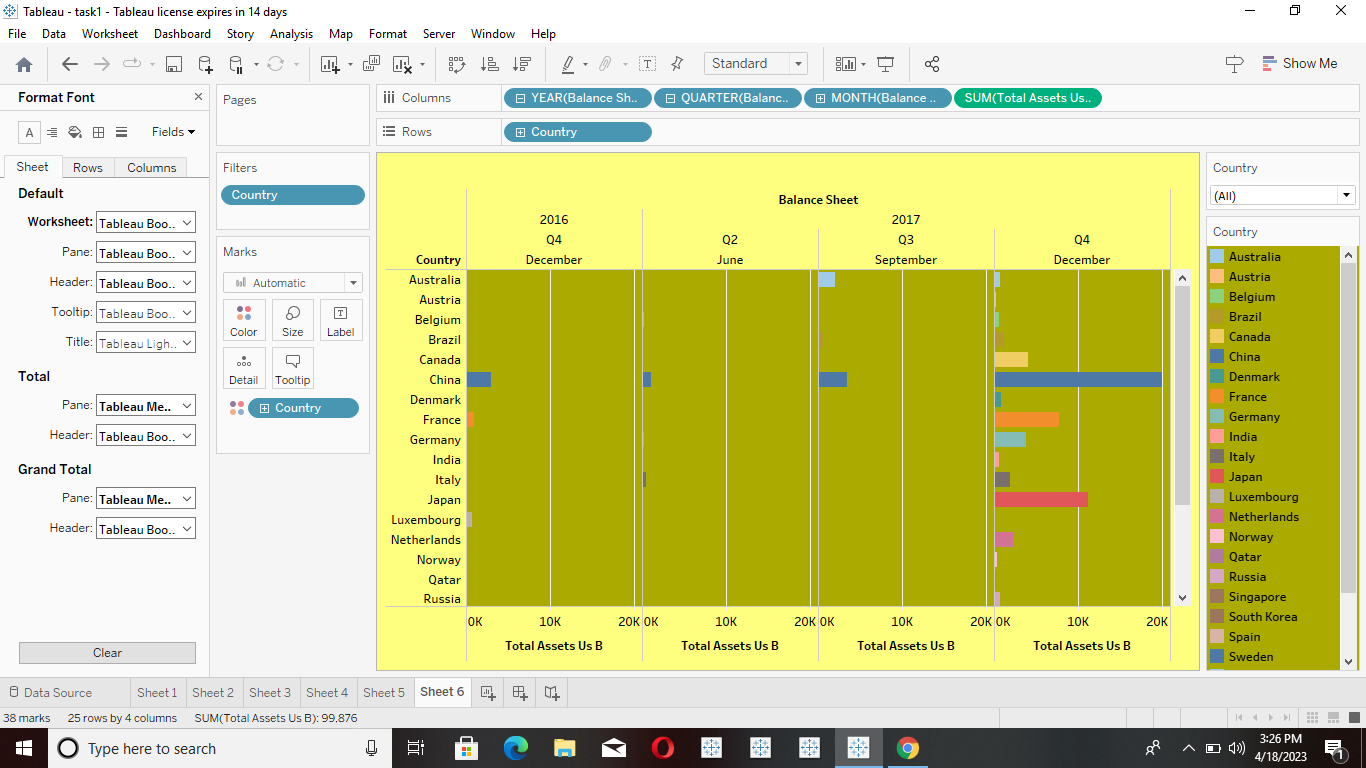 Tableau - task1 - Tableau license expires in 14 days
File Data Worksheet Dashboard Story Analysis Map Format Server Window Help
Standard
Show Me
Format Font
Fields
Sheet Rows Columns
Default
Worksheet: Tableau Boo..
Pane: Tableau Boo..
Header: Tableau Boo..
Tooltip: Tableau Boo..
Title: Tableau Ligh..
Total
Pane: Tableau Me..
Header: Tableau Boo..
Grand Total
Pane: Tableau Me..
Header: Tableau Boo..
Clear
Pages
Filters
Country
Marks
Automatic
Color Size Label
Detail Tooltip
Country
Columns YEAR(Balance Sh.. QUARTER(Balanc.. MONTH(Balance .. SUM(Total Assets Us..
Rows Country
Balance Sheet
2016 2017
Q4 Q2 Q3 Q4
Country December June September December
Australia
Austria
Belgium
Brazil
Canada
China
Denmark
France
Germany
India
Italy
Japan
Luxembourg
Netherlands
Norway
Qatar
Russia
0K 10K 20K 0K 10K 20K 0K 10K 20K 0K 10K 20K
Total Assets Us B Total Assets Us B Total Assets Us B Total Assets Us B
Country
(All)
Country
Australia
Austria
Belgium
Brazil
Canada
China
Denmark
France
Germany
India
Italy
Japan
Luxembourg
Netherlands
Norway
Qatar
Russia
Singapore
South Korea
Spain
Sweden
Data Source Sheet 1 Sheet 2 Sheet 3 Sheet 4 Sheet 5 Sheet 6
38 marks 25 rows by 4 columns SUM(Total Assets Us B): 99,876
Type here to search
3:26 PM
4/18/2023
1